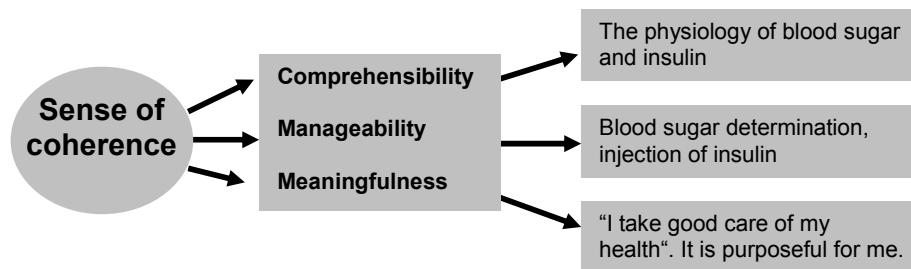 Sense of
coherence
Comprehensibility
Manageability
Meaningfulness
The physiology of blood sugar
and insulin
Blood sugar determination,
injection of insulin
“I take good care of my
health“. It is purposeful for me.